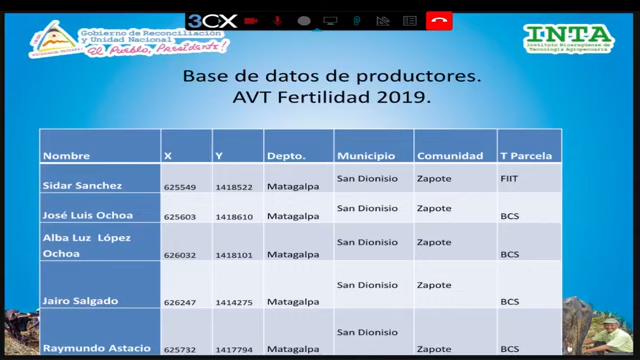 3CX
Gobierno de Reconciliación
y Unidad Nacional
El Pueblo, Presidente!
INTA
Instituto Nicaragüense de
Tecnología Agropecuaria
Base de datos de productores.
AVT Fertilidad 2019.
Nombre X Y Depto. Municipio Comunidad T Parcela
Sidar Sanchez 625549 1418522 Matagalpa San Dionisio Zapote FIIT
José Luis Ochoa 625603 1418610 Matagalpa San Dionisio Zapote BCS
Alba Luz López
Ochoa 626032 1418101 Matagalpa San Dionisio Zapote BCS
Jairo Salgado 626247 1414275 Matagalpa San Dionisio Zapote BCS
Raymundo Astacio 625732 1417794 Matagalpa San Dionisio Zapote BCS